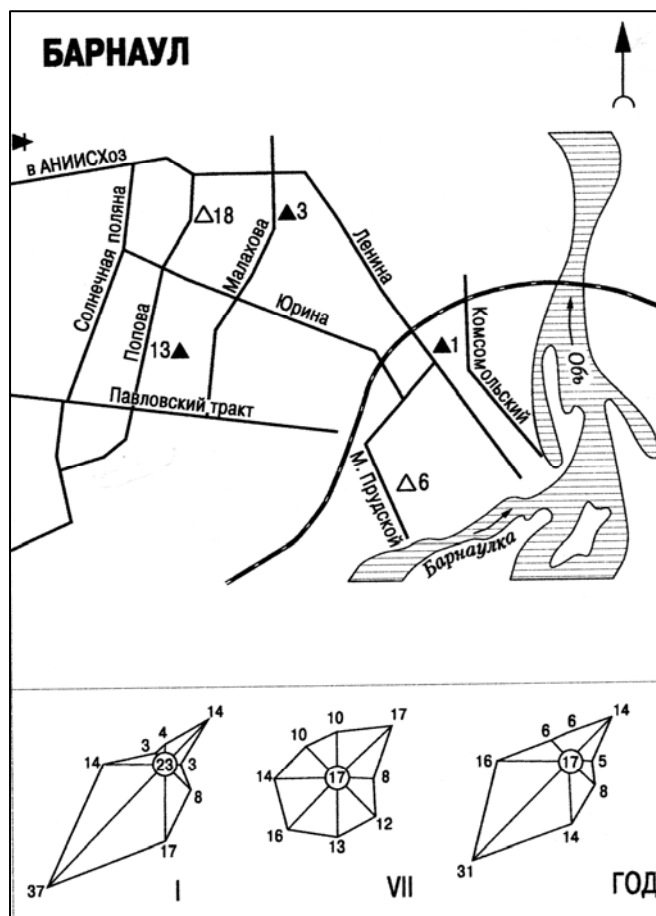 БАРНАУЛ
в АНИИСХоз
Солнечная поляна
Попова
18
Малахова
3
Ленина
Юрина
13
Павловский тракт
1
Комсомольский
Обь
М. Прудской
6
Барнаулка
14
4
3
14
23
3
8
17
37
I
17
10
10
14
17
8
12
16
13
VII
14
6
6
16
17
5
8
14
31
ГОД